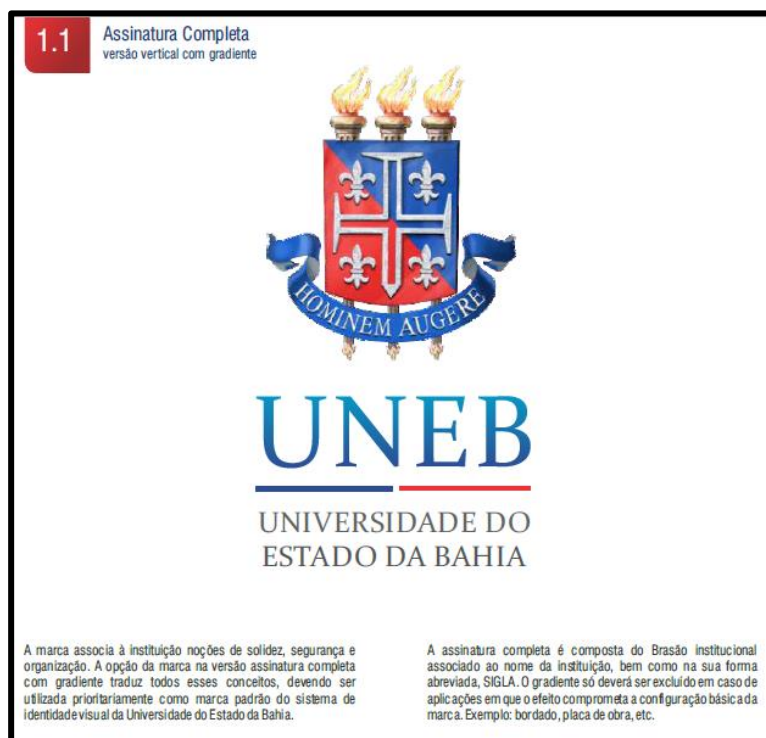 1.1
Assinatura Completa
versão vertical com gradiente
HOMINEM AUGERE
UNEB
UNIVERSIDADE DO
ESTADO DA BAHIA
A marca associa à instituição noções de solidez, segurança e
organização. A opção da marca na versão assinatura completa
com gradiente traduz todos esses conceitos, devendo ser
utilizada prioritariamente como marca padrão do sistema de
identidade visual da Universidade do Estado da Bahia.
A assinatura completa é composta do Brasão institucional
associado ao nome da instituição, bem como na sua forma
abreviada, SIGLA. O gradiente só deverá ser excluído em caso de
aplicações em que o efeito comprometa a configuração básica da
marca. Exemplo: bordado, placa de obra, etc.